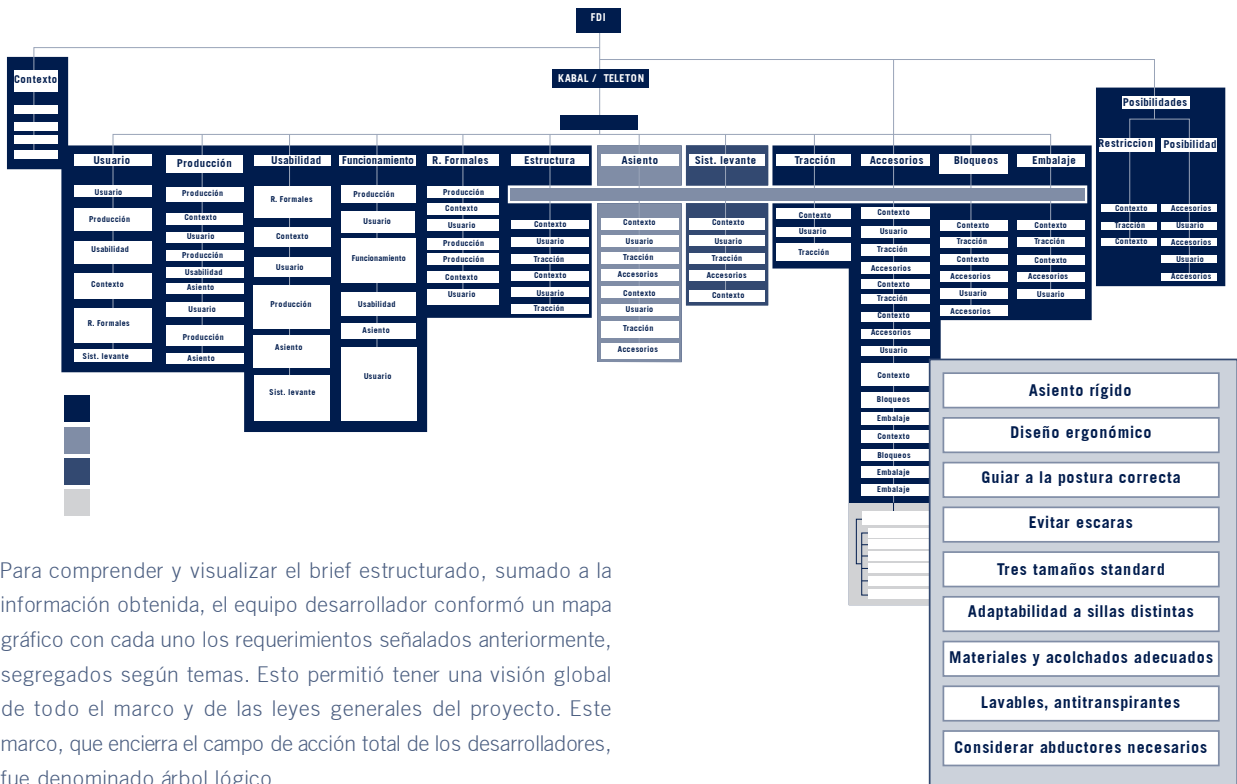 FDI
KABAL / TELETON
Contexto
Posibilidades
Restriccion
Posibilidad
Contexto
Tracción
Contexto
Accesorios
Usuario
Accesorios
Usuario
Accesorios
Usuario
Usuario
Producción
Usabilidad
Contexto
R. Formales
Sist. levante
Producción
Producción
Contexto
Usuario
Producción
Usabilidad
Asiento
Usuario
Producción
Asiento
Usabilidad
R. Formales
Contexto
Usuario
Producción
Asiento
Sist. levante
Funcionamiento
Producción
Usuario
Funcionamiento
Usabilidad
Asiento
Usuario
R. Formales
Producción
Contexto
Usuario
Producción
Producción
Contexto
Usuario
Estructura
Contexto
Usuario
Tracción
Contexto
Usuario
Tracción
Asiento
Contexto
Usuario
Tracción
Accesorios
Contexto
Usuario
Tracción
Accesorios
Sist. levante
Contexto
Usuario
Tracción
Accesorios
Contexto
Tracción
Contexto
Usuario
Tracción
Accesorios
Contexto
Usuario
Tracción
Accesorios
Contexto
Tracción
Contexto
Accesorios
Usuario
Contexto
Bloqueos
Embalaje
Contexto
Bloqueos
Embalaje
Embalaje
Bloqueos
Contexto
Tracción
Contexto
Accesorios
Usuario
Accesorios
Embalaje
Contexto
Tracción
Contexto
Accesorios
Usuario
Asiento rígido
Diseño ergonómico
Guiar a la postura correcta
Evitar escaras
Tres tamaños standard
Adaptabilidad a sillas distintas
Materiales y acolchados adecuados
Lavables, antitranspirantes
Considerar abductores necesarios
Para comprender y visualizar el brief estructurado, sumado a la
información obtenida, el equipo desarrollador conformó un mapa
gráfico con cada uno los requerimientos señalados anteriormente,
segregados según temas. Esto permitió tener una visión global
de todo el marco y de las leyes generales del proyecto. Este
marco, que encierra el campo de acción total de los desarrolladores,
fue denominado árbol lógico.